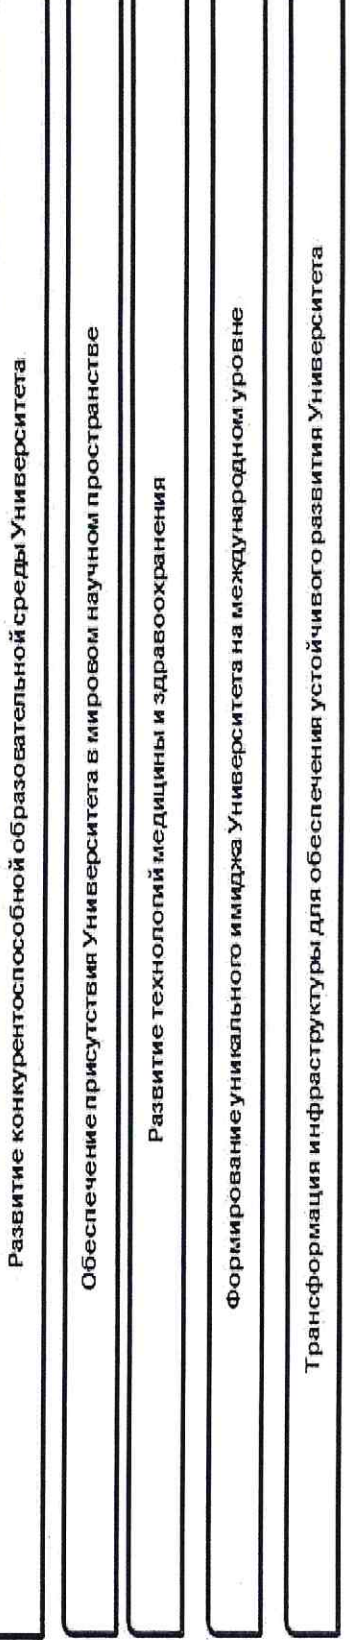 Развитие конкурентоспособной образовательной среды Университета
Обеспечение присутствия Университета в мировом научном пространстве
Развитие технологий медицины и здравоохранения
Формирование уникального имиджа Университета на международном уровне
Трансформация инфраструктуры для обеспечения устойчивого развития Университета